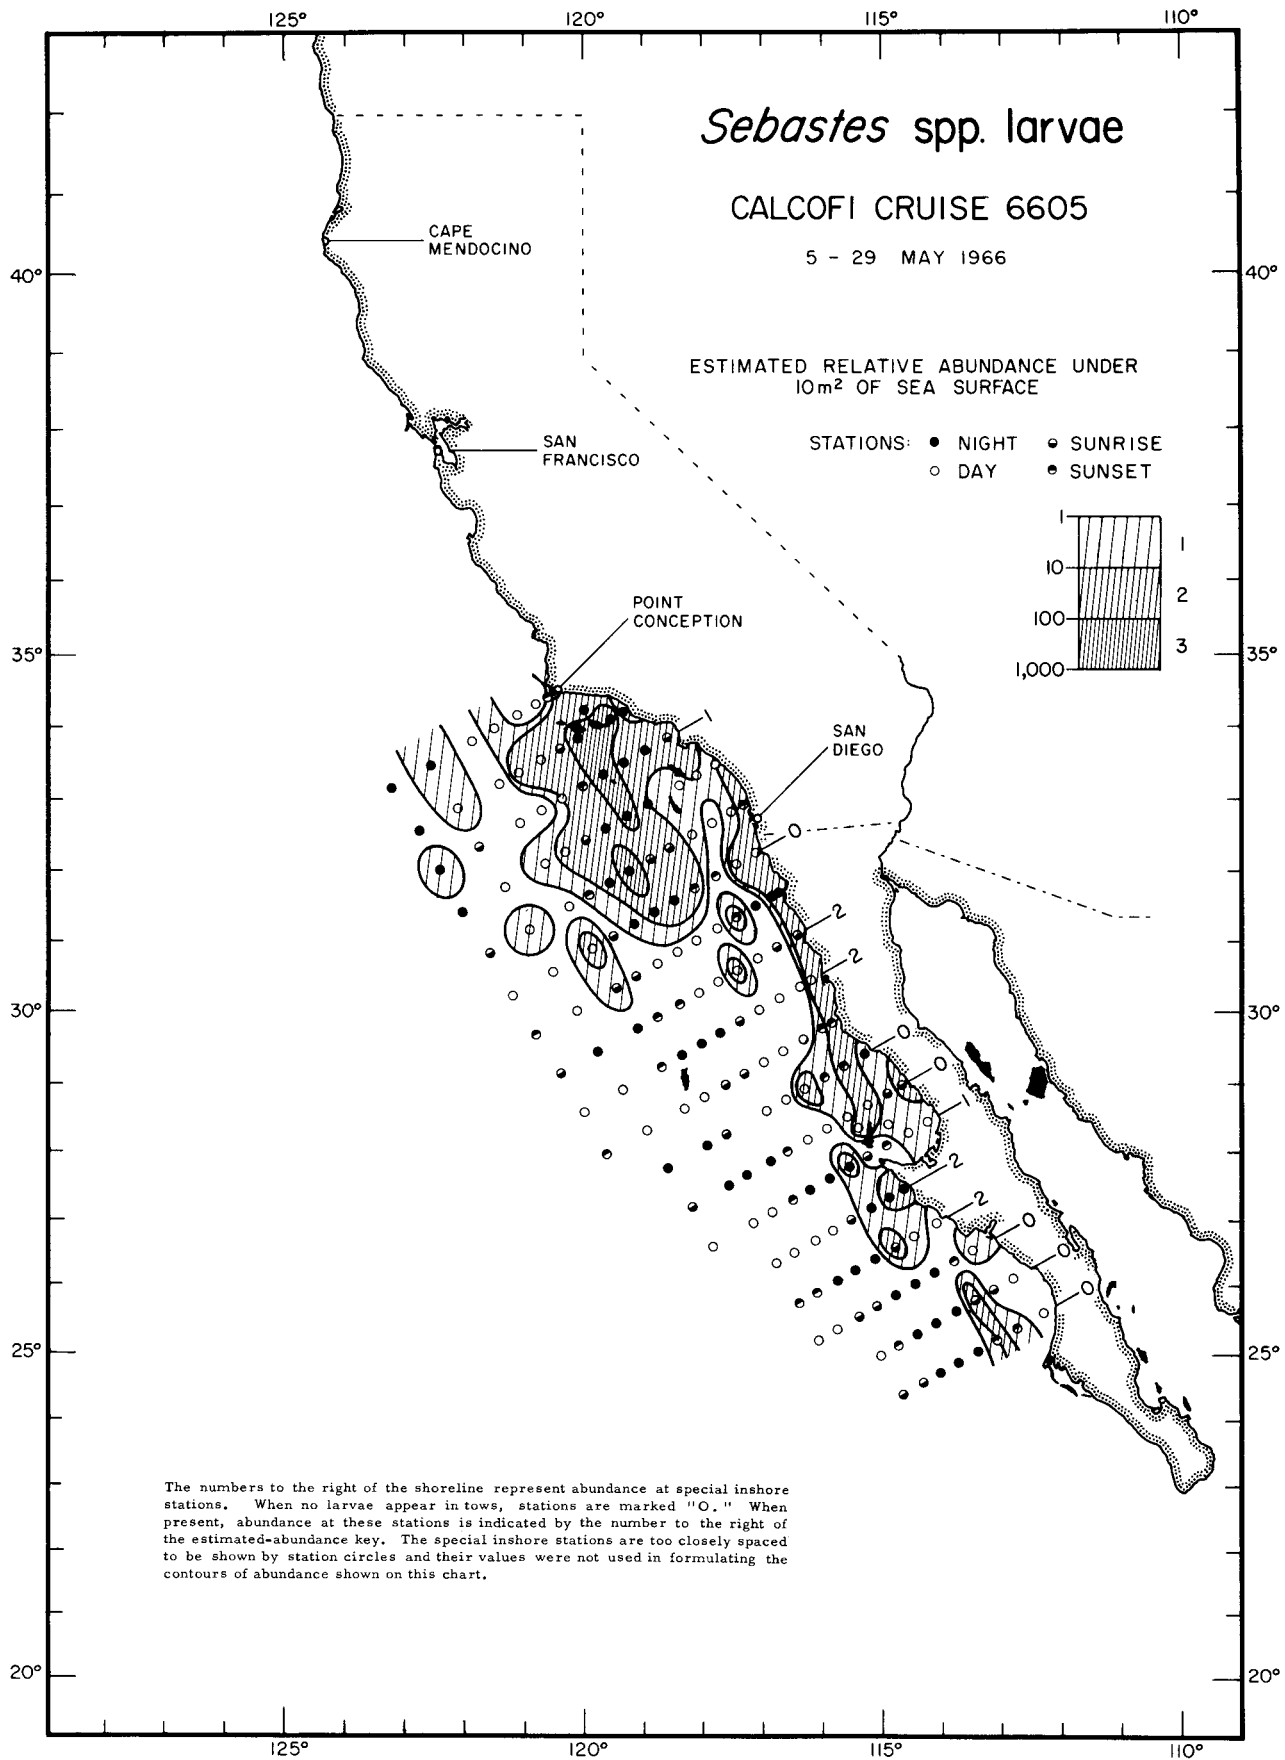 125° 120° 115° 110°
Sebastes spp. larvae
CALCOFI CRUISE 6605
5 - 29 MAY 1966
CAPE
MENDOCINO
40° 40°
ESTIMATED RELATIVE ABUNDANCE UNDER
10m² OF SEA SURFACE
STATIONS: ● NIGHT ◒ SUNRISE
○ DAY ◓ SUNSET
SAN
FRANCISCO
1
1
10
2
100
3
1,000
POINT
CONCEPTION
35° 35°
1
SAN
DIEGO
0
2
2
30° 30°
0
0
1
2
2
0
0
0
25° 25°
The numbers to the right of the shoreline represent abundance at special inshore
stations. When no larvae appear in tows, stations are marked "O." When
present, abundance at these stations is indicated by the number to the right of
the estimated-abundance key. The special inshore stations are too closely spaced
to be shown by station circles and their values were not used in formulating the
contours of abundance shown on this chart.
20° 20°
125° 120° 115° 110°